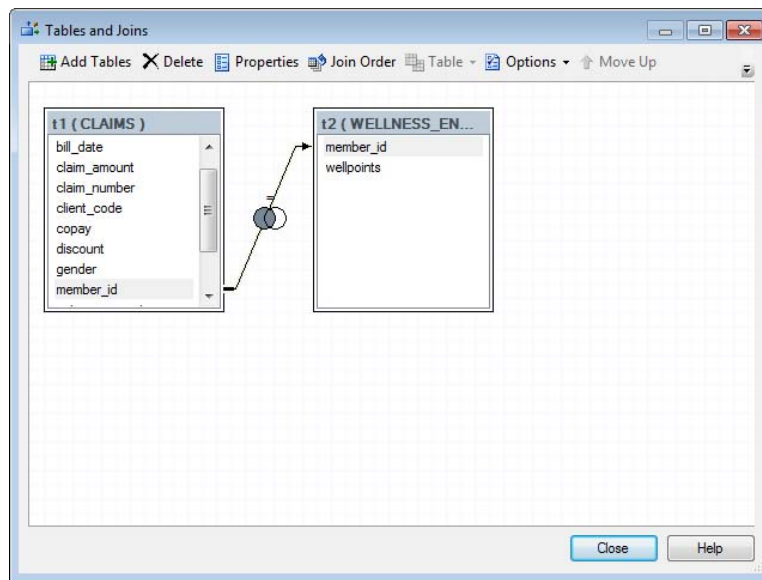 Tables and Joins
Add Tables Delete Properties Join Order Table Options Move Up
t1 ( CLAIMS )
bill_date
claim_amount
claim_number
client_code
copay
discount
gender
member_id
t2 ( WELLNESS_EN...
member_id
wellpoints
=
Close Help